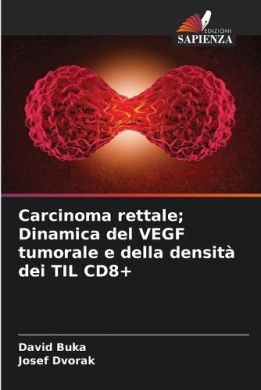 EDIZIONI
SAPIENZA
Carcinoma rettale;
Dinamica del VEGF
tumorale e della densità
dei TIL CD8+
David Buka
Josef Dvorak